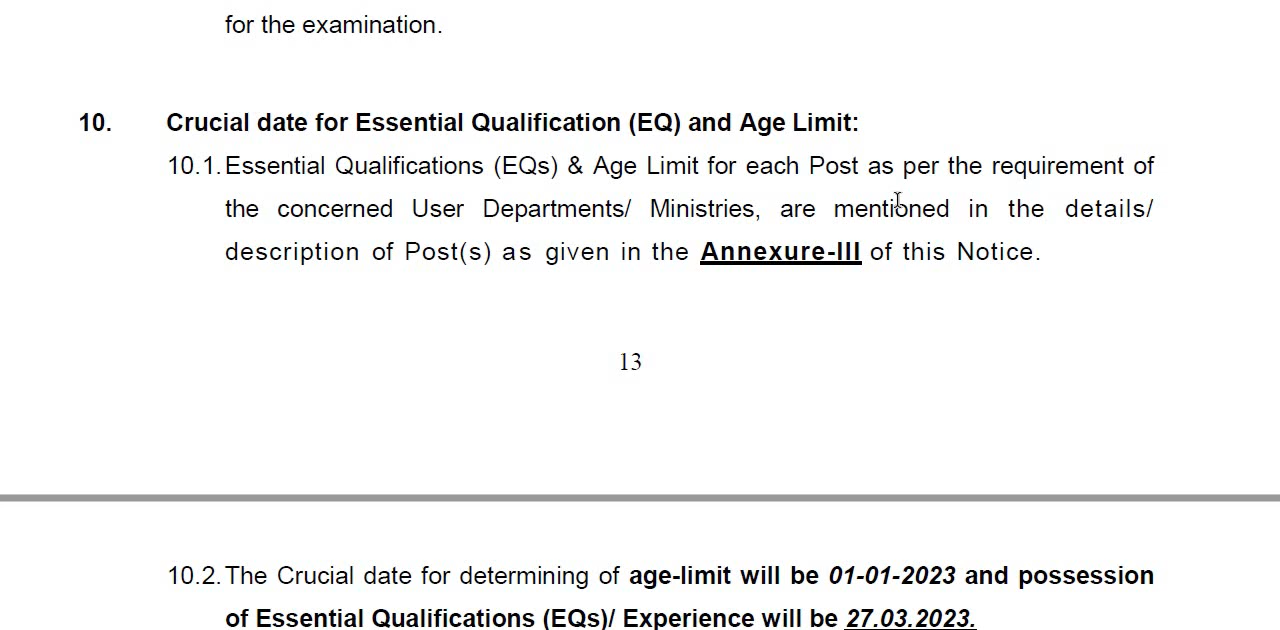 for the examination.
10. Crucial date for Essential Qualification (EQ) and Age Limit:
10.1. Essential Qualifications (EQs) & Age Limit for each Post as per the requirement of
the concerned User Departments/ Ministries, are mentioned in the details/
description of Post(s) as given in the Annexure-III of this Notice.
13
10.2. The Crucial date for determining of age-limit will be 01-01-2023 and possession
of Essential Qualifications (EQs)/ Experience will be 27.03.2023.